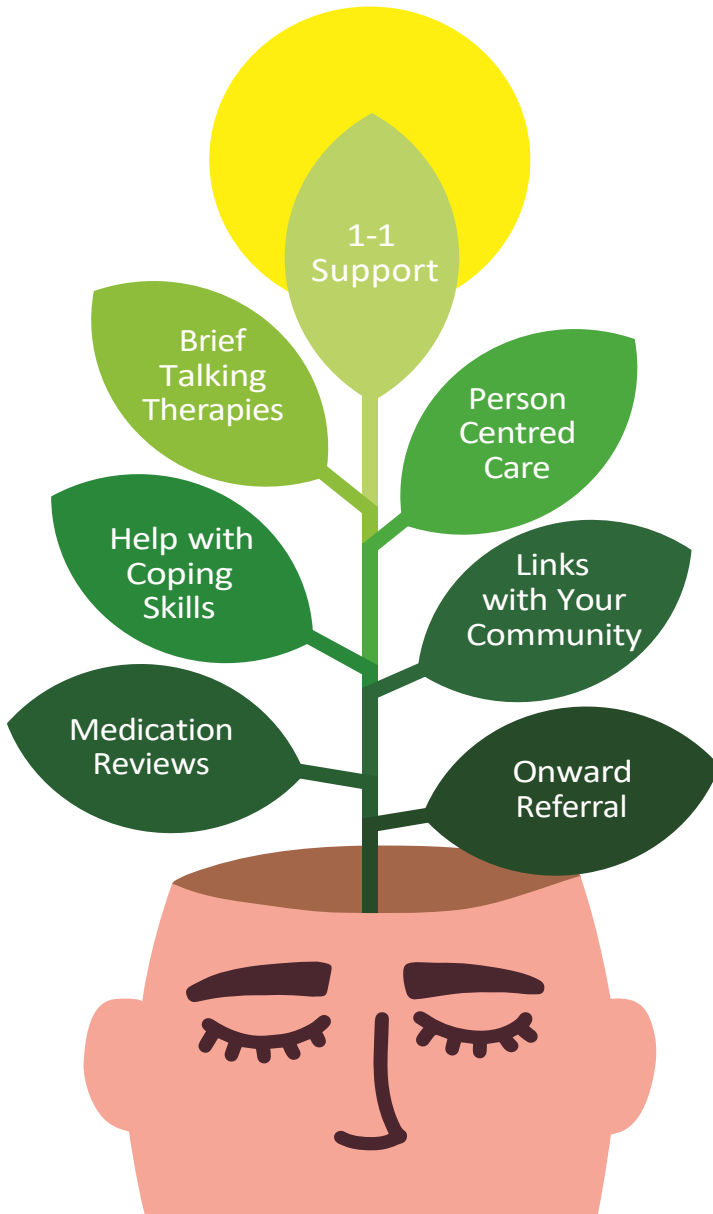 1-1
Support
Brief
Talking
Therapies
Person
Centred
Care
Help with
Coping
Skills
Links
with Your
Community
Medication
Reviews
Onward
Referral